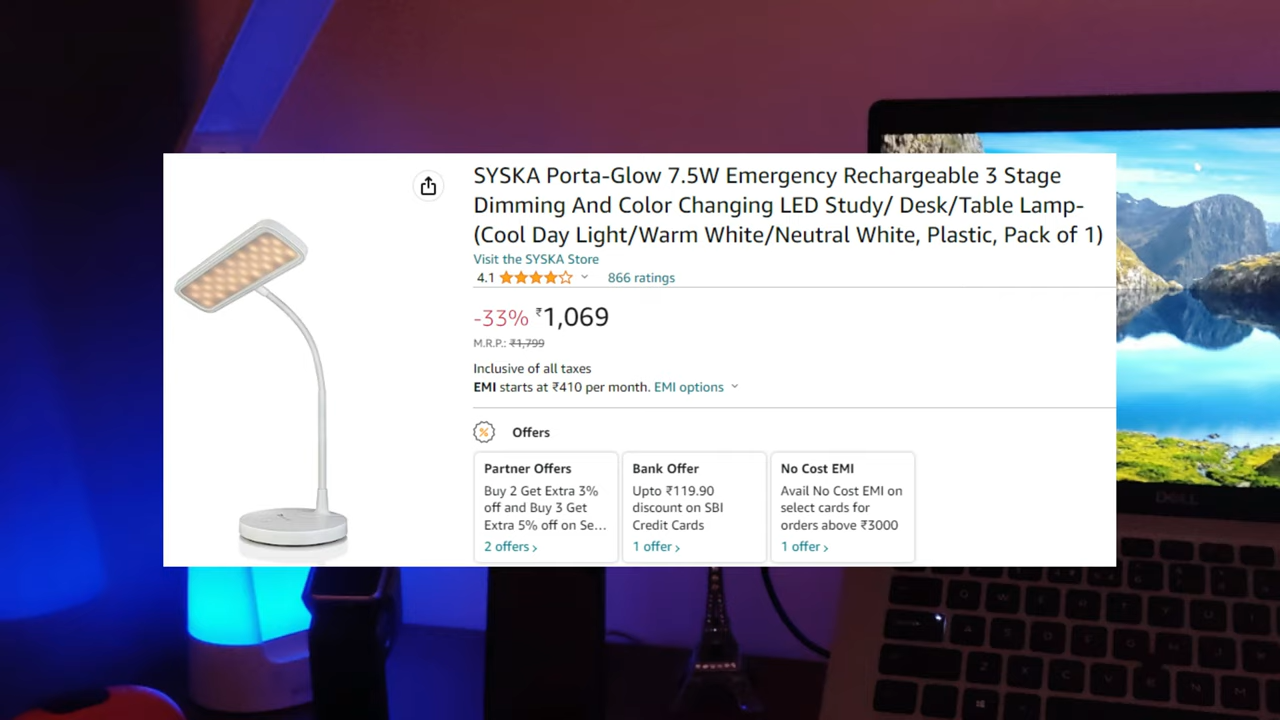 SYSKA Porta-Glow 7.5W Emergency Rechargeable 3 Stage
Dimming And Color Changing LED Study/ Desk/Table Lamp-
(Cool Day Light/Warm White/Neutral White, Plastic, Pack of 1)
Visit the SYSKA Store
4.1 866 ratings
-33% ₹1,069
M.R.P.: ₹1,799
Inclusive of all taxes
EMI starts at ₹410 per month. EMI options
% Offers
Partner Offers
Buy 2 Get Extra 3%
off and Buy 3 Get
Extra 5% off on Se...
2 offers
Bank Offer
Upto ₹119.90
discount on SBI
Credit Cards
1 offer
No Cost EMI
Avail No Cost EMI on
select cards for
orders above ₹3000
1 offer
DELL